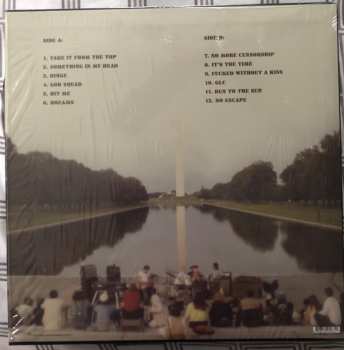 SIDE A:
1. TAKE IT FROM THE TOP
2. SOMETHING IN MY HEAD
3. BINGE
4. GOD SQUAD
5. HIT ME
6. DREAMS
SIDE B:
7. NO MORE CENSORSHIP
8. IT'S THE TIME
9. FUCKED WITHOUT A KISS
10. GLF
11. RUN TO THE SUN
12. NO ESCAPE